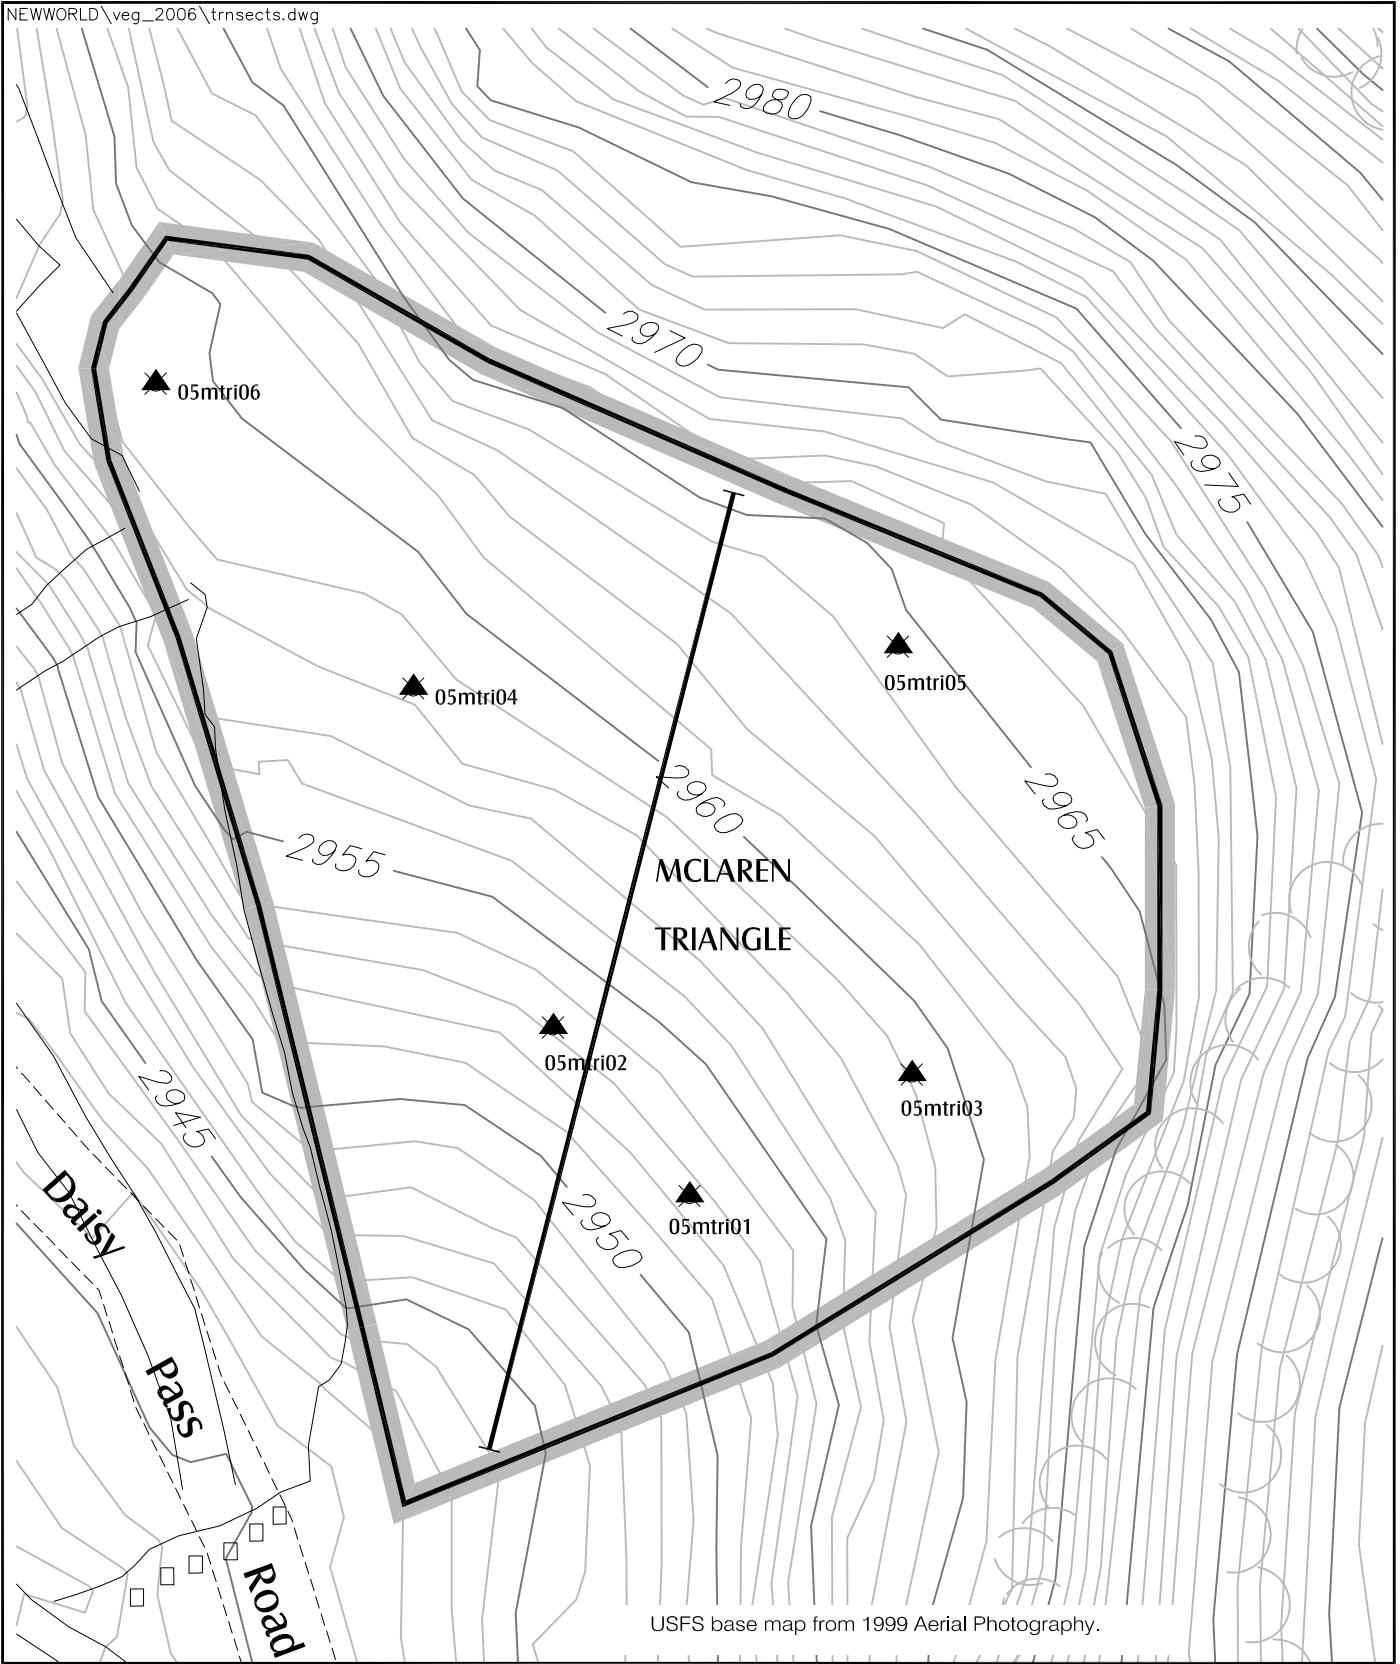 NEWWORLD\veg_2006\trnsects.dwg
2980
2970
05mtri06
2975
05mtri05
05mtri04
2960
2965
2955
MCLAREN
TRIANGLE
05mtri02
2945
05mtri03
Daisy
2950
05mtri01
Pass
Road
USFS base map from 1999 Aerial Photography.